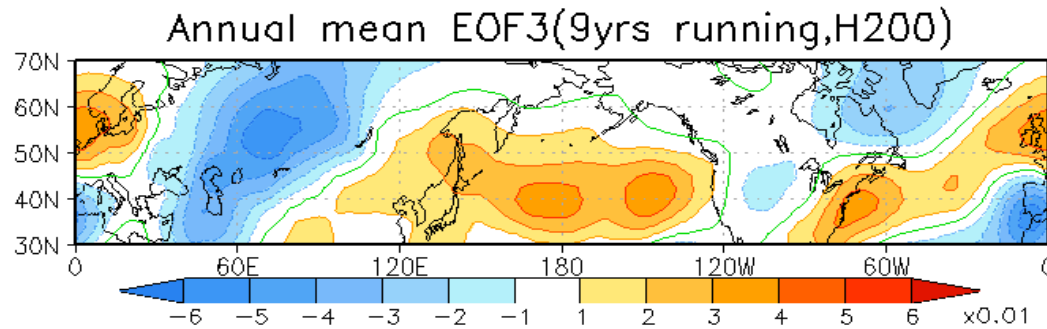 Annual mean EOF3(9yrs running,H200)
70N
60N
50N
40N
30N
0 60E 120E 180 120W 60W 0
-6 -5 -4 -3 -2 -1 1 2 3 4 5 6 x0.01